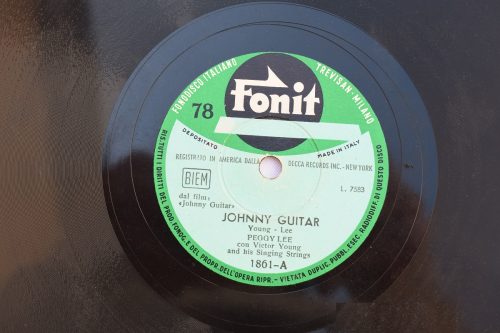 FONODISCO ITALIANO
TREVISAN - MILANO
78
Fonit
DEPOSITATO
MADE IN ITALY
REGISTRATO IN AMERICA DALLA DECCA RECORDS-INC.-NEW YORK
BIEM
L. 7583
dal film:
«Johnny Guitar»
JOHNNY GUITAR
Young - Lee
PEGGY LEE
con Victor Young
and his Singing Strings
1861-A
RIS. TUTTI I DIRITTI DEL PROD. FONOG. E DEL PROPR. DELL'OPERA RIPR. - VIETATA DUPLIC. PUBBL. ESEC. RADIODIFF. DI QUESTO DISCO